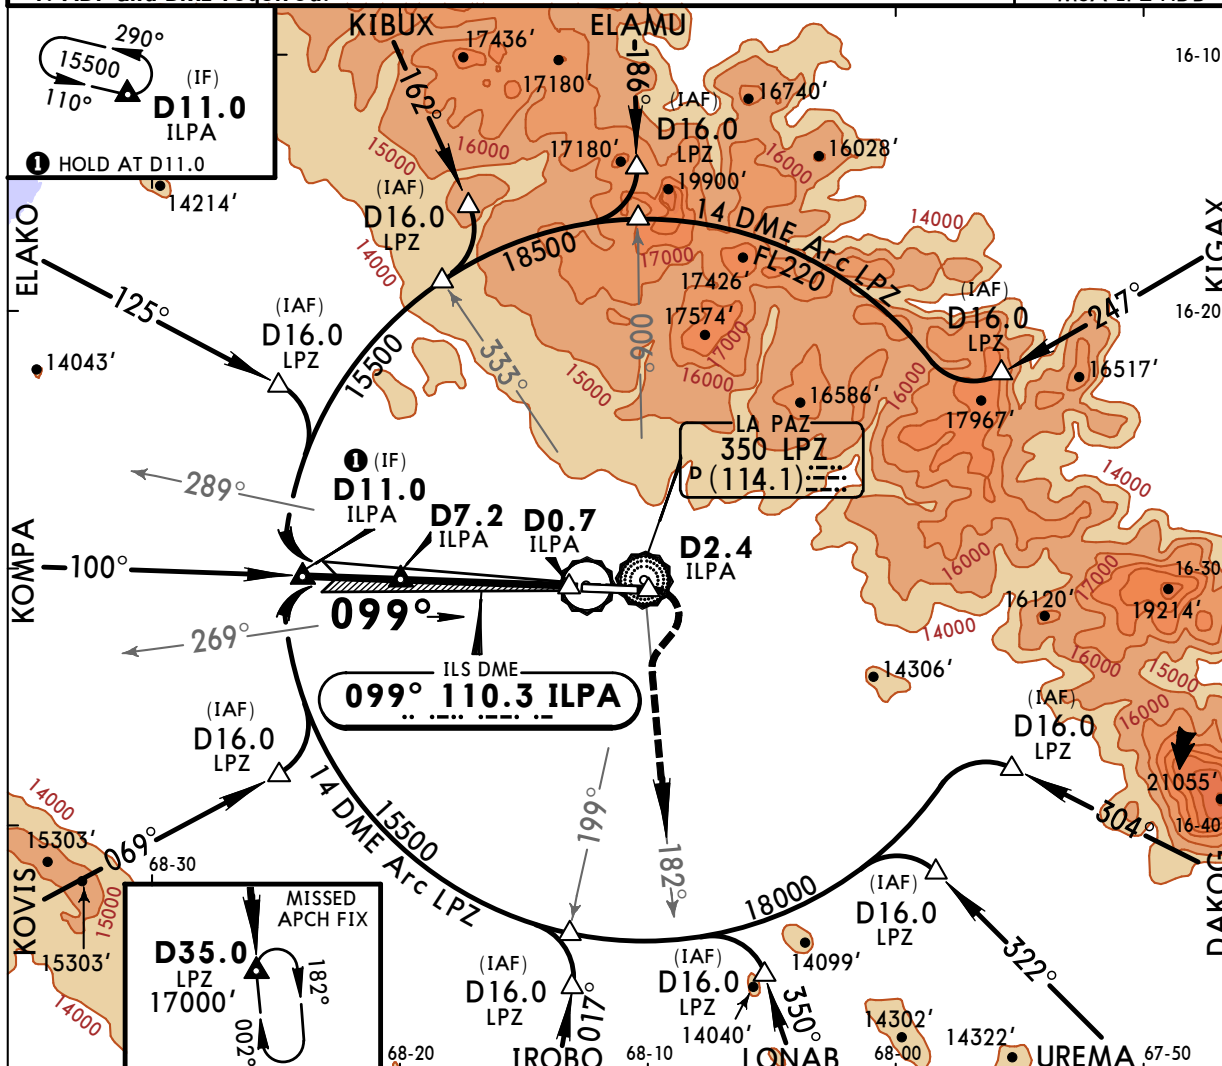 KIBUX
ELAMU
290°
15500
110°
(IF)
D11.0
ILPA
1 HOLD AT D11.0
17436'
17180'
162°
186°
(IAF)
D16.0
LPZ
16740'
16-10
15000
16000
17180'
16028'
16000
19900'
14214'
(IAF)
D16.0
LPZ
14 DME Arc LPZ
14000
KIGAX
ELAKO
14000
18500
17000
17426'
FL220
125°
(IAF)
D16.0
LPZ
17574'
17000
006°
(IAF)
D16.0
LPZ
247°
16-20
14043'
15500
333°
15000
16000
16586'
16000
16517'
17967'
LA PAZ
350 LPZ
D (114.1)
14000
289°
1 (IF)
D11.0
ILPA
D7.2
ILPA
D0.7
ILPA
D2.4
ILPA
KOMPA
100°
16000
17000
16-30
16120'
19214'
099°
14000
269°
ILS DME
099° 110.3 ILPA
16000
15000
14306'
16000
(IAF)
D16.0
LPZ
(IAF)
D16.0
LPZ
21055'
14000
15303'
069°
68-30
14 DME Arc LPZ
15500
199°
182°
304°
16-40
KOVIS
15000
15303'
14000
MISSED
APCH FIX
D35.0
LPZ
17000'
182°
002°
18000
(IAF)
D16.0
LPZ
DAKOG
322°
(IAF)
D16.0
LPZ
(IAF)
D16.0
LPZ
14099'
14040'
017°
350°
14302'
14322'
68-20
IROBO
68-10
LONAB
68-00
UREMA
67-50